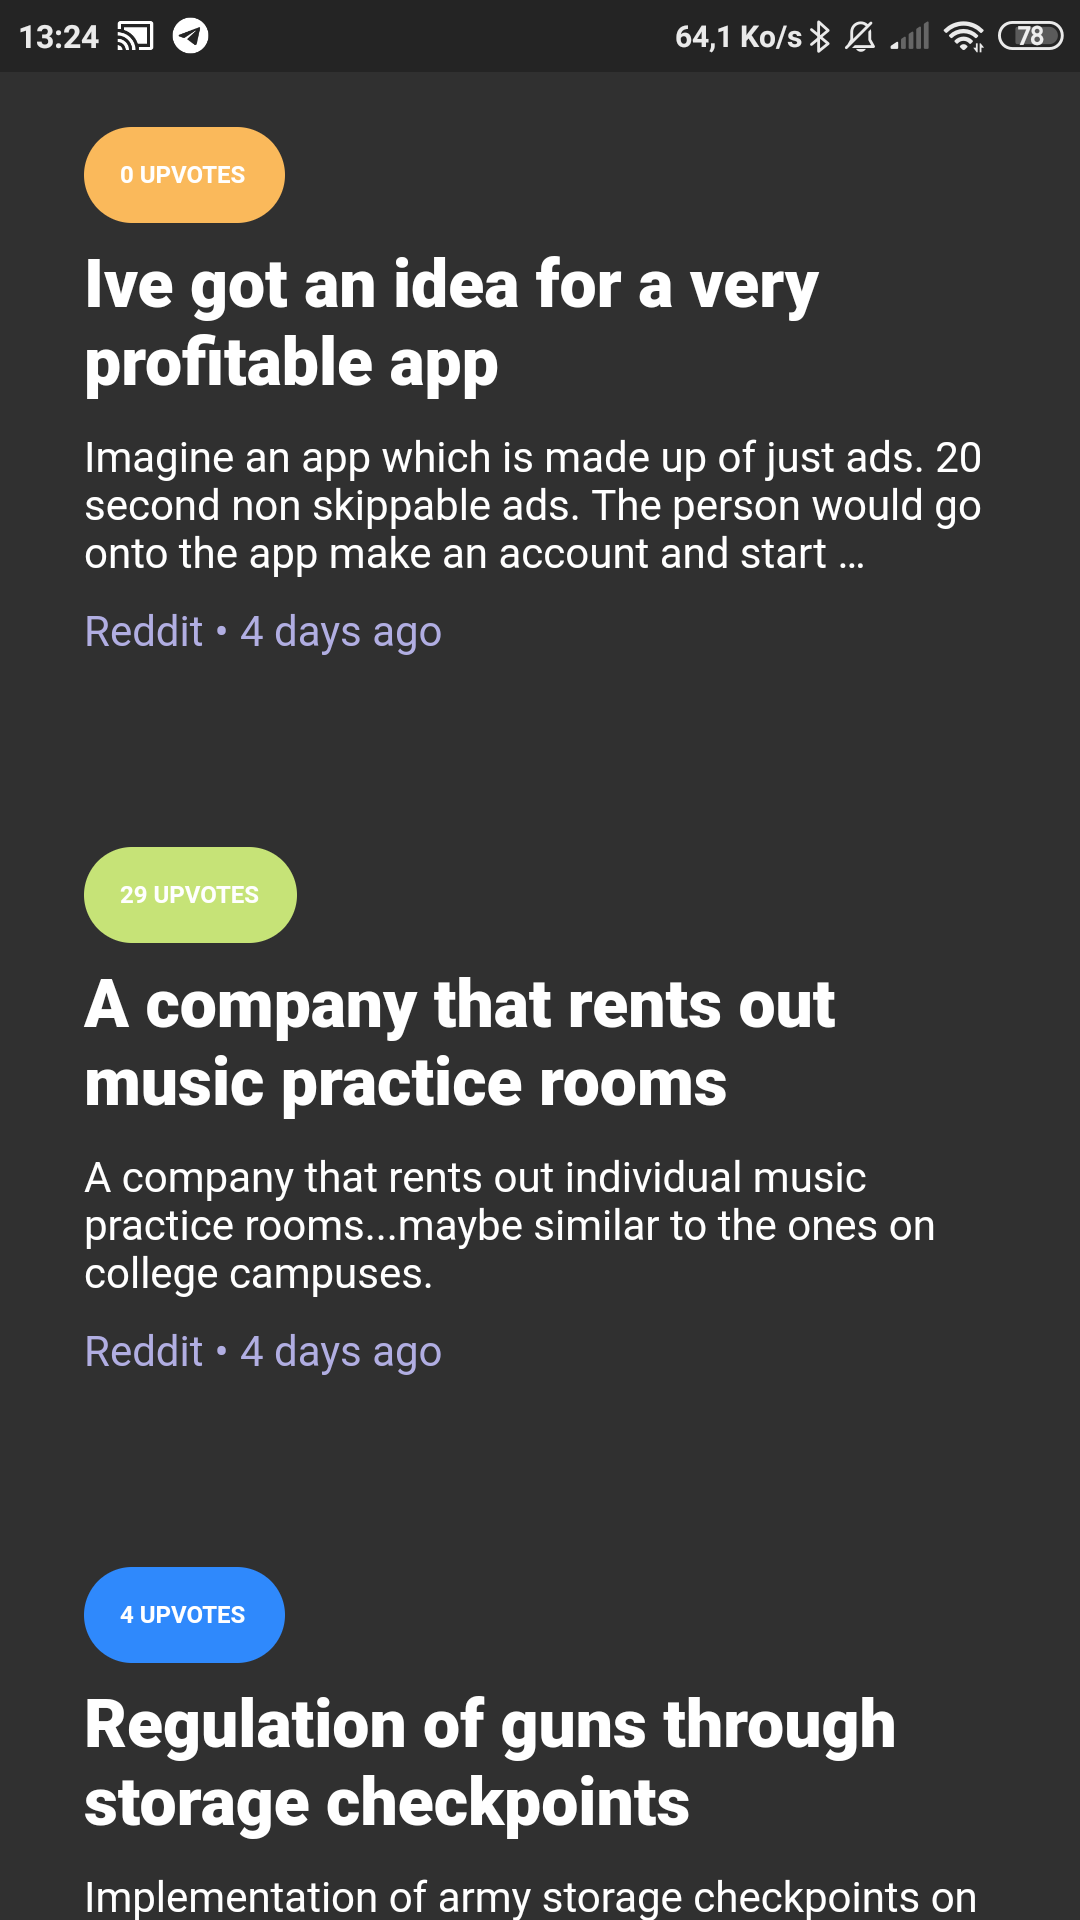 13:24 64,1 Ko/s 78
0 UPVOTES
Ive got an idea for a very
profitable app
Imagine an app which is made up of just ads. 20
second non skippable ads. The person would go
onto the app make an account and start ...
Reddit • 4 days ago
29 UPVOTES
A company that rents out
music practice rooms
A company that rents out individual music
practice rooms...maybe similar to the ones on
college campuses.
Reddit • 4 days ago
4 UPVOTES
Regulation of guns through
storage checkpoints
Implementation of army storage checkpoints on